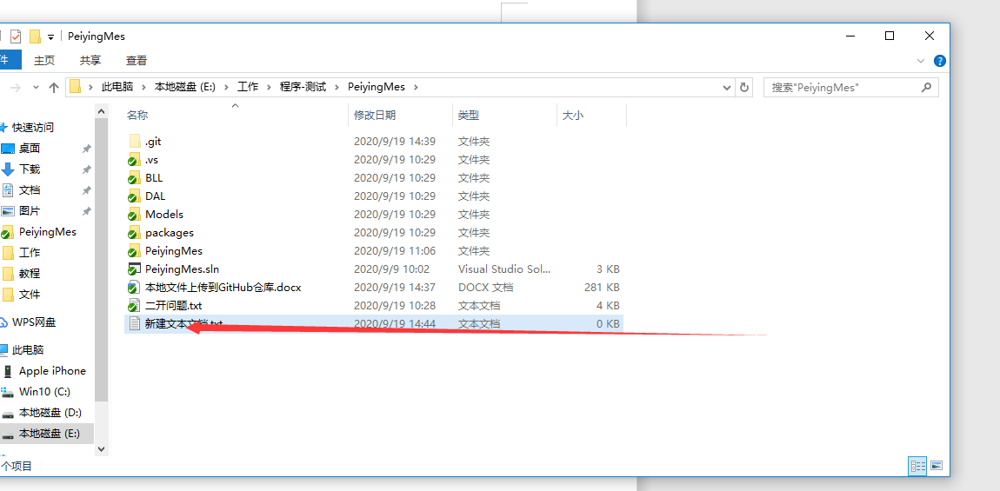 PeiyingMes
件 主页 共享 查看
此电脑 本地磁盘 (E:) 工作 程序-测试 PeiyingMes 搜索"PeiyingMes"
名称 修改日期 类型 大小
快速访问
桌面
下载
文档
图片
PeiyingMes
工作
教程
文件
WPS网盘
此电脑
Apple iPhone
Win10 (C:)
本地磁盘 (D:)
本地磁盘 (E:)
.git 2020/9/19 14:39 文件夹
.vs 2020/9/19 10:29 文件夹
BLL 2020/9/19 10:29 文件夹
DAL 2020/9/19 10:29 文件夹
Models 2020/9/19 10:29 文件夹
packages 2020/9/19 10:29 文件夹
PeiyingMes 2020/9/19 11:06 文件夹
PeiyingMes.sln 2020/9/9 10:02 Visual Studio Sol... 3 KB
本地文件上传到GitHub仓库.docx 2020/9/19 14:37 DOCX 文档 281 KB
二开问题.txt 2020/9/19 10:28 文本文档 4 KB
新建文本文档.txt 2020/9/19 14:44 文本文档 0 KB
个项目